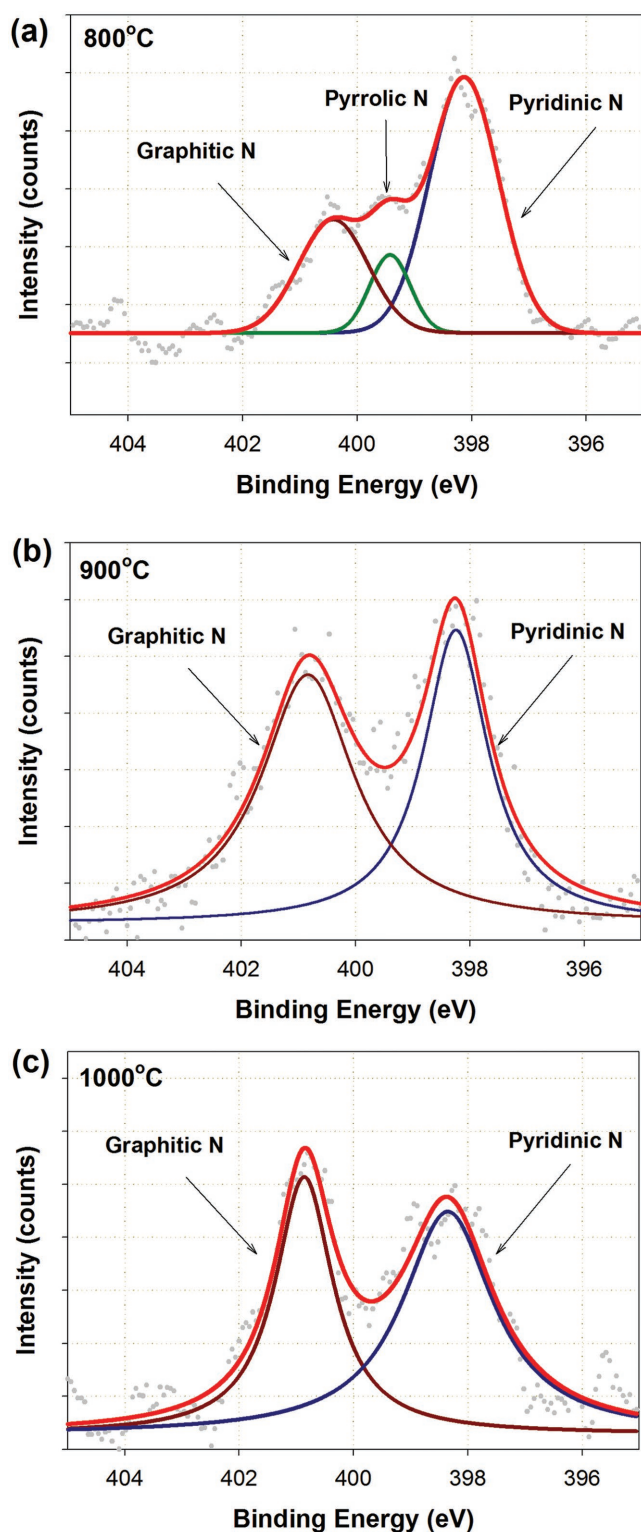 (a)
800°C
Pyrrolic N
Pyridinic N
Graphitic N
Intensity (counts)
404 402 400 398 396
Binding Energy (eV)
(b)
900°C
Graphitic N
Pyridinic N
Intensity (counts)
404 402 400 398 396
Binding Energy (eV)
(c)
1000°C
Graphitic N
Pyridinic N
Intensity (counts)
404 402 400 398 396
Binding Energy (eV)